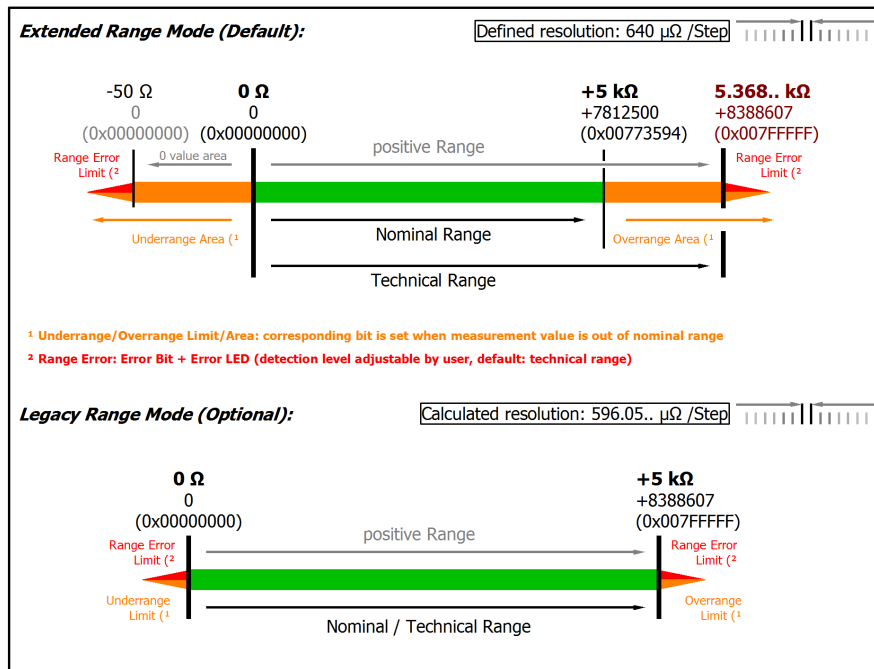 Extended Range Mode (Default):
Defined resolution: 640 µΩ /Step
-50 Ω
0
(0x00000000)
0 Ω
0
(0x00000000)
+5 kΩ
+7812500
(0x00773594)
5.368.. kΩ
+8388607
(0x007FFFFF)
Range Error
Limit (²
0 value area
positive Range
Range Error
Limit (²
Underrange Area (¹
Nominal Range
Overrange Area (¹
Technical Range
¹ Underrange/Overrange Limit/Area: corresponding bit is set when measurement value is out of nominal range
² Range Error: Error Bit + Error LED (detection level adjustable by user, default: technical range)
Legacy Range Mode (Optional):
Calculated resolution: 596.05.. µΩ /Step
0 Ω
0
(0x00000000)
+5 kΩ
+8388607
(0x007FFFFF)
Range Error
Limit (²
positive Range
Range Error
Limit (²
Underrange
Limit (¹
Overrange
Limit (¹
Nominal / Technical Range